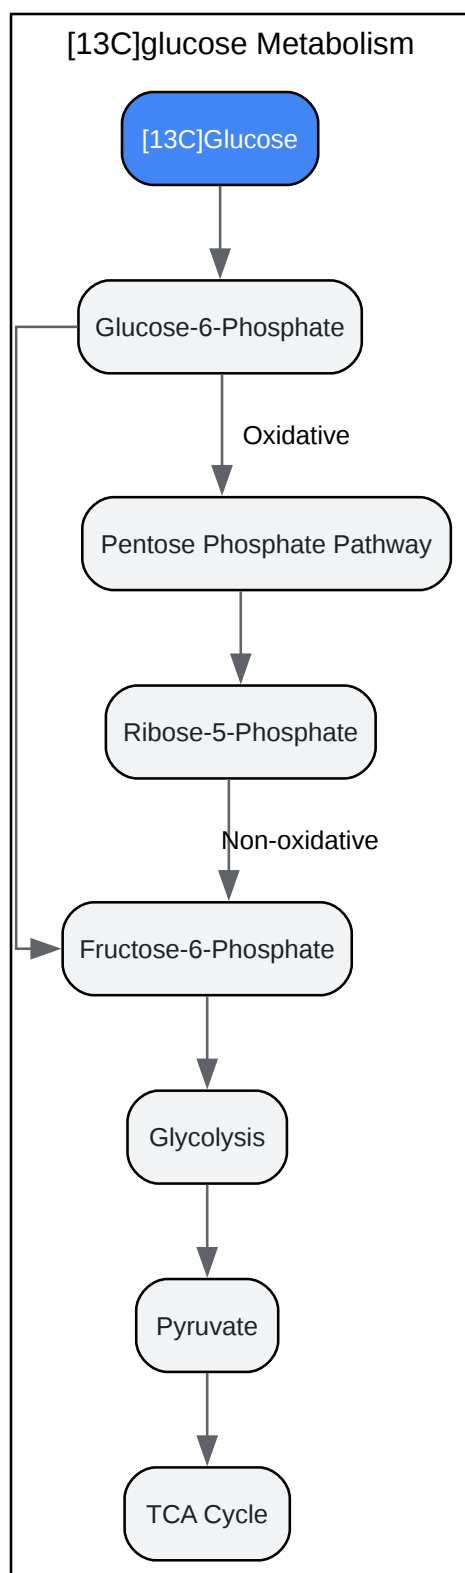 [13C]glucose Metabolism
[13C]Glucose
Glucose-6-Phosphate
Oxidative
Pentose Phosphate Pathway
Ribose-5-Phosphate
Non-oxidative
Fructose-6-Phosphate
Glycolysis
Pyruvate
TCA Cycle